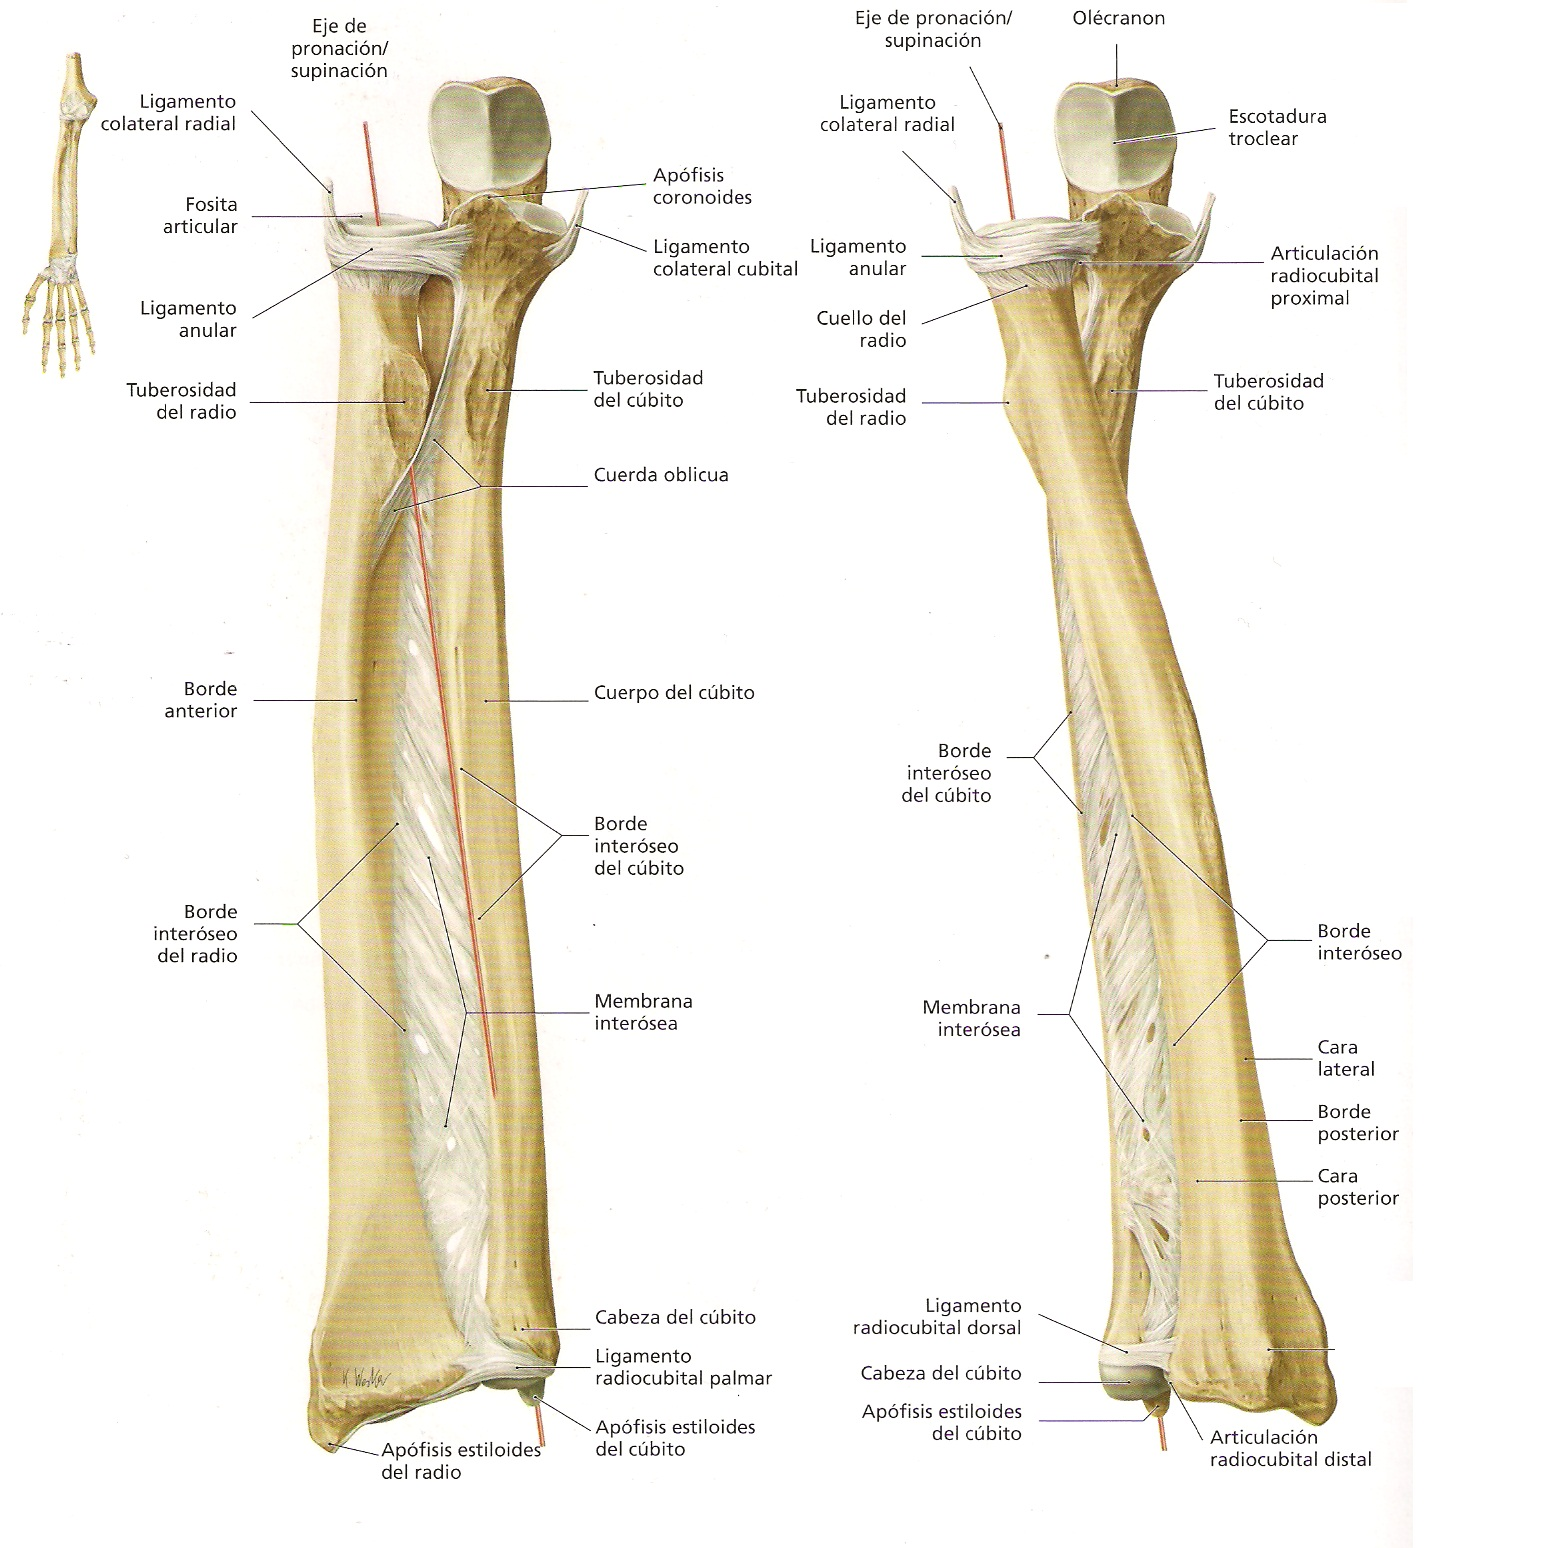 Eje de
pronación/
supinación
Ligamento
colateral radial
Fosita
articular
Ligamento
anular
Tuberosidad
del radio
Borde
anterior
Borde
interóseo
del radio
Apófisis
coronoides
Ligamento
colateral cubital
Tuberosidad
del cúbito
Cuerda oblicua
Cuerpo del cúbito
Borde
interóseo
del cúbito
Membrana
interósea
Cabeza del cúbito
Ligamento
radiocubital palmar
Apófisis estiloides
del cúbito
Apófisis estiloides
del radio
K Wesker
Eje de pronación/
supinación
Olécranon
Ligamento
colateral radial
Escotadura
troclear
Ligamento
anular
Articulación
radiocubital
proximal
Cuello del
radio
Tuberosidad
del radio
Tuberosidad
del cúbito
Borde
interóseo
del cúbito
Borde
interóseo
Membrana
interósea
Cara
lateral
Borde
posterior
Cara
posterior
Ligamento
radiocubital dorsal
Cabeza del cúbito
Apófisis estiloides
del cúbito
Articulación
radiocubital distal